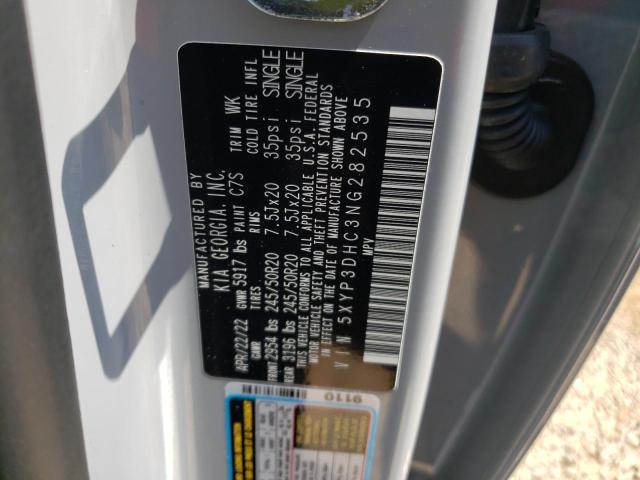 MANUFACTURED BY
KIA GEORGIA, INC.
APR/22/22 GVWR 5917 lbs PAINT C7S TRIM WK
GAWR TIRES RIMS COLD TIRE INFL
FRONT 2954 lbs 245/50R20 7.5Jx20 35psi SINGLE
REAR 3196 lbs 245/50R20 7.5Jx20 35psi SINGLE
THIS VEHICLE CONFORMS TO ALL APPLICABLE U.S.A. FEDERAL
MOTOR VEHICLE SAFETY AND THEFT PREVENTION STANDARDS
IN EFFECT ON THE DATE OF MANUFACTURE SHOWN ABOVE
VIN 5XYP3DHC3NG282535
MPV
9110